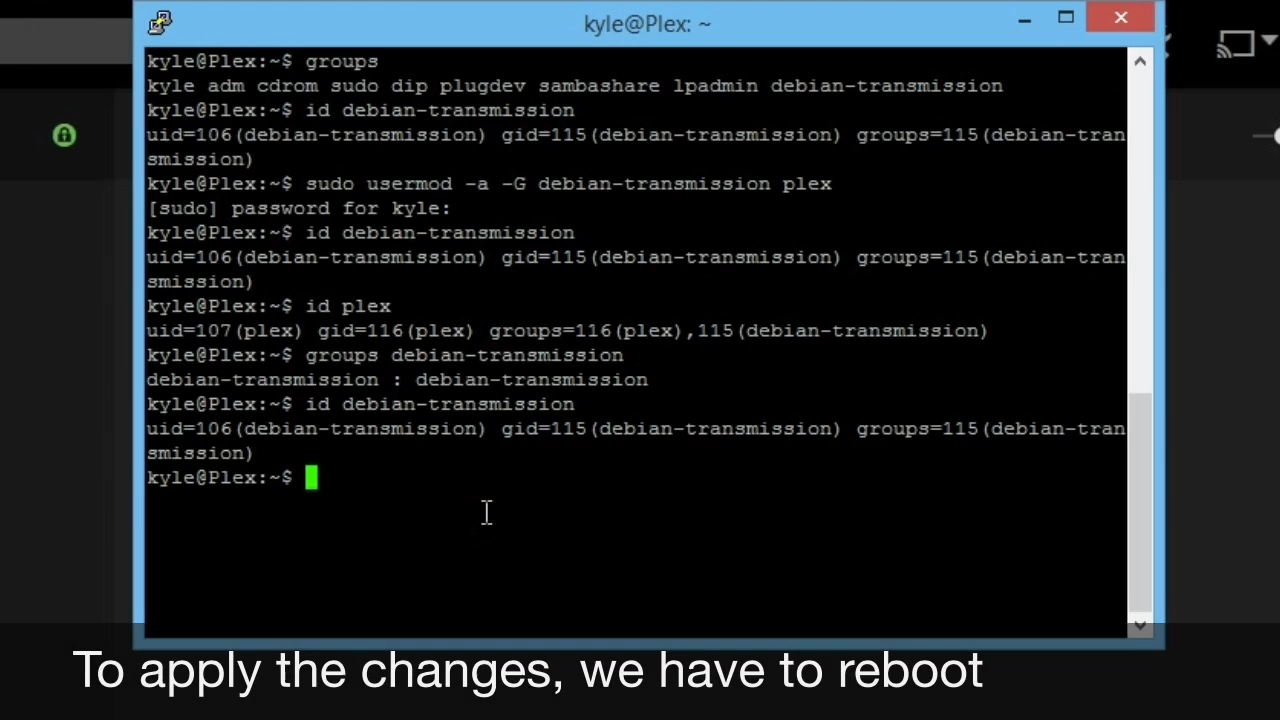 kyle@Plex: ~
kyle@Plex:~$ groups
kyle adm cdrom sudo dip plugdev sambashare lpadmin debian-transmission
kyle@Plex:~$ id debian-transmission
uid=106(debian-transmission) gid=115(debian-transmission) groups=115(debian-tran
smission)
kyle@Plex:~$ sudo usermod -a -G debian-transmission plex
[sudo] password for kyle:
kyle@Plex:~$ id debian-transmission
uid=106(debian-transmission) gid=115(debian-transmission) groups=115(debian-tran
smission)
kyle@Plex:~$ id plex
uid=107(plex) gid=116(plex) groups=116(plex),115(debian-transmission)
kyle@Plex:~$ groups debian-transmission
debian-transmission : debian-transmission
kyle@Plex:~$ id debian-transmission
uid=106(debian-transmission) gid=115(debian-transmission) groups=115(debian-tran
smission)
kyle@Plex:~$
To apply the changes, we have to reboot